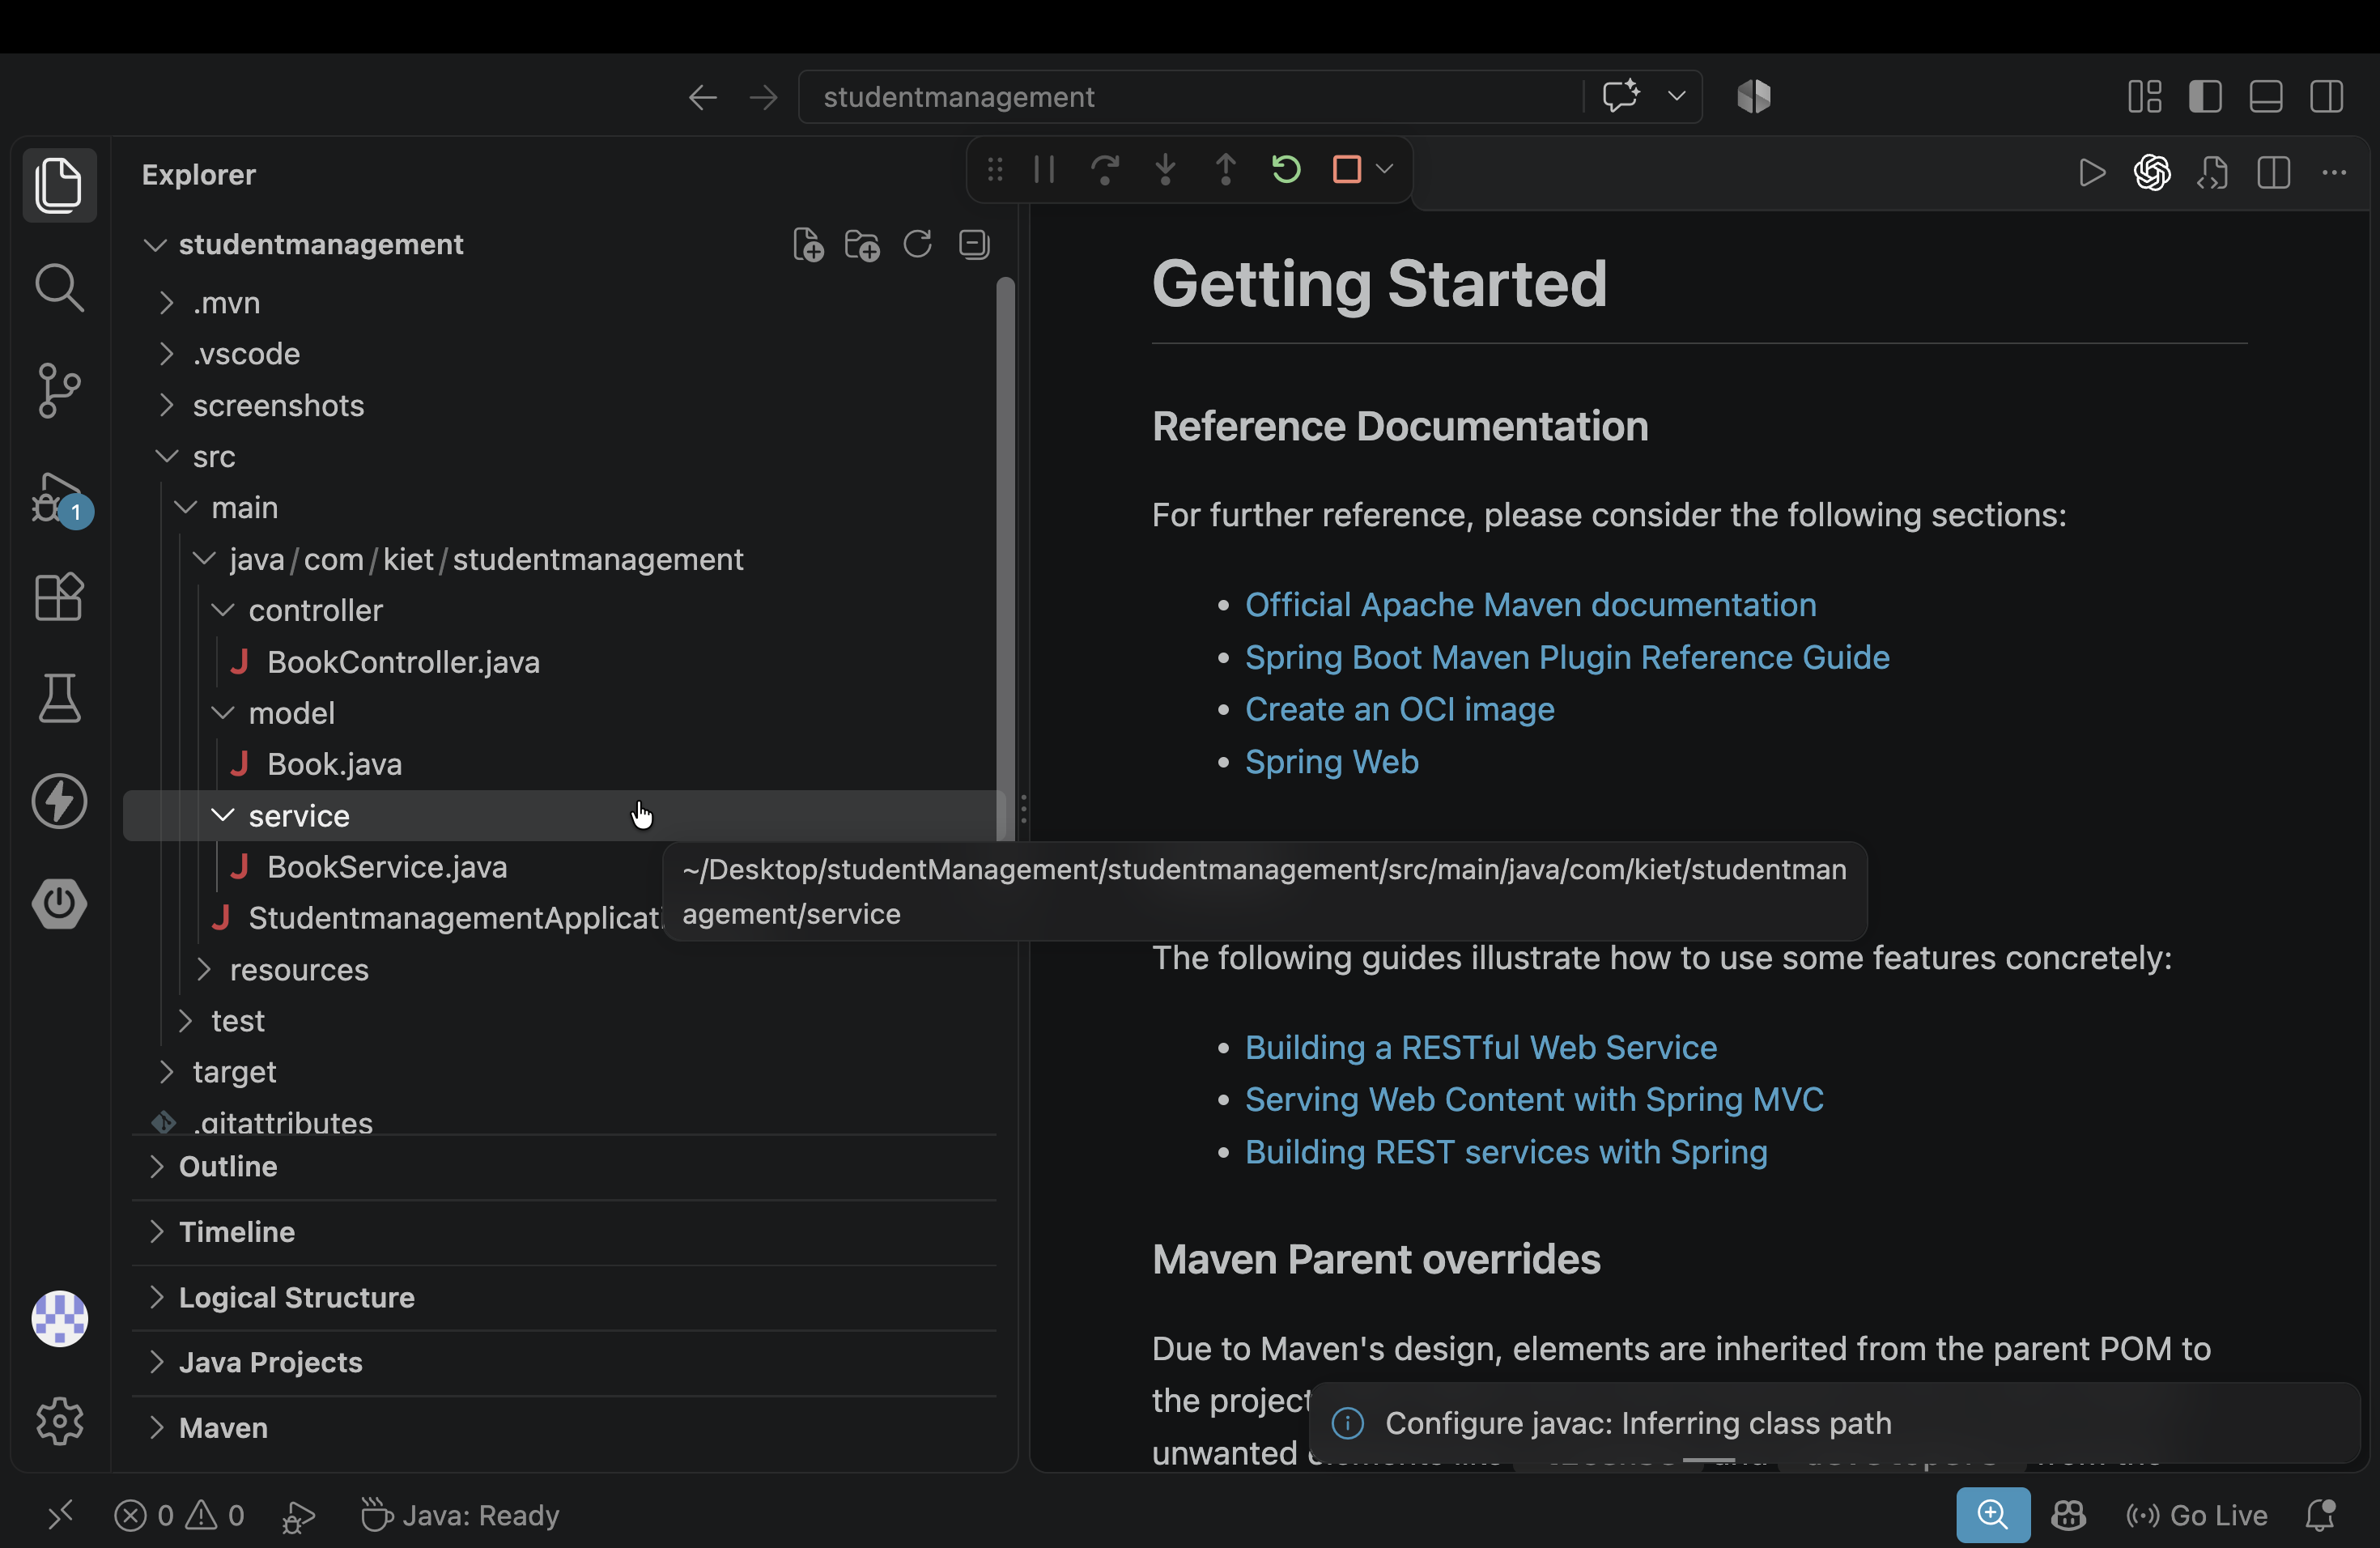 studentmanagement
Explorer
studentmanagement
.mvn
.vscode
screenshots
src
main
java/com/kiet/studentmanagement
controller
J BookController.java
model
J Book.java
service
J BookService.java
J StudentmanagementApplicati
resources
test
target
.gitattributes
Outline
Timeline
Logical Structure
Java Projects
Maven
1
Getting Started
Reference Documentation
For further reference, please consider the following sections:
• Official Apache Maven documentation
• Spring Boot Maven Plugin Reference Guide
• Create an OCI image
• Spring Web
~/Desktop/studentManagement/studentmanagement/src/main/java/com/kiet/studentman
agement/service
The following guides illustrate how to use some features concretely:
• Building a RESTful Web Service
• Serving Web Content with Spring MVC
• Building REST services with Spring
Maven Parent overrides
Due to Maven's design, elements are inherited from the parent POM to
the project
unwanted
Configure javac: Inferring class path
0 0 Java: Ready
Go Live